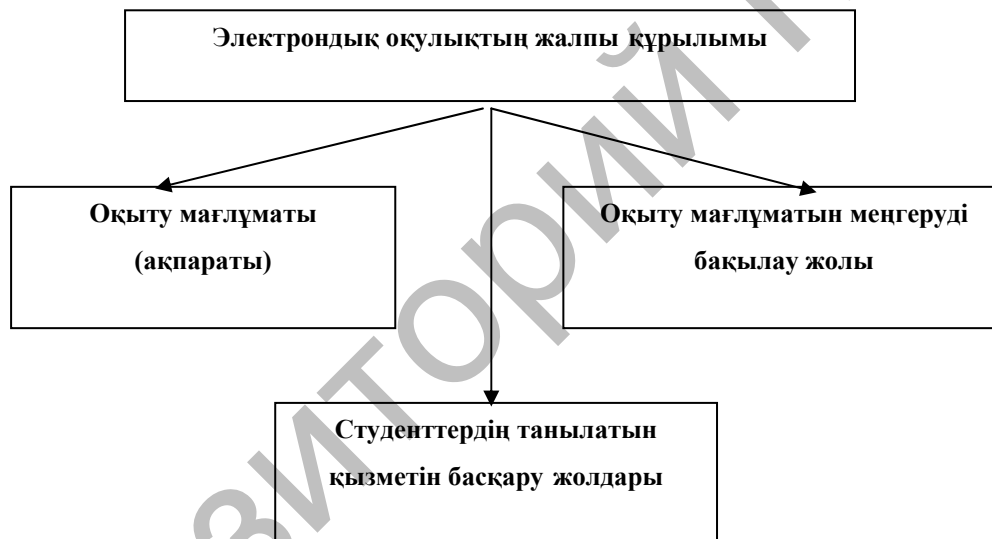 Электрондық оқулықтың жалпы құрылымы
Оқыту мағлұматы
(ақпараты)
Оқыту мағлұматын меңгеруді
бақылау жолы
Студенттердің танылатын
қызметін басқару жолдары